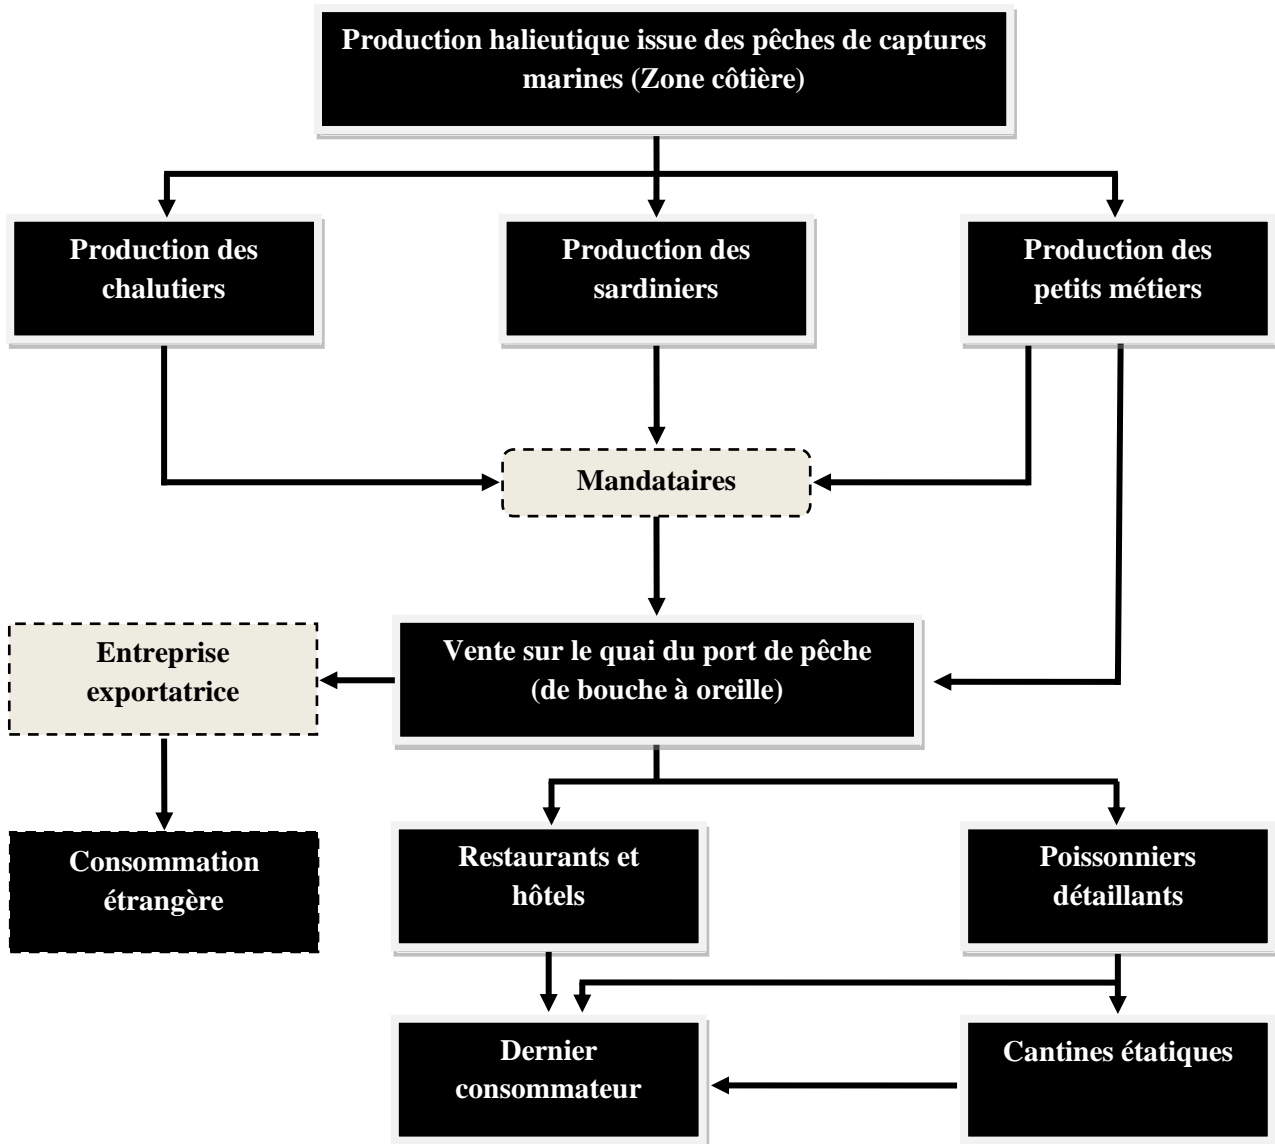 Production halieutique issue des pêches de captures
marines (Zone côtière)
Production des
chalutiers
Production des
sardiniers
Production des
petits métiers
Mandataires
Entreprise
exportatrice
Vente sur le quai du port de pêche
(de bouche à oreille)
Consommation
étrangère
Restaurants et
hôtels
Poissonniers
détaillants
Dernier
consommateur
Cantines étatiques